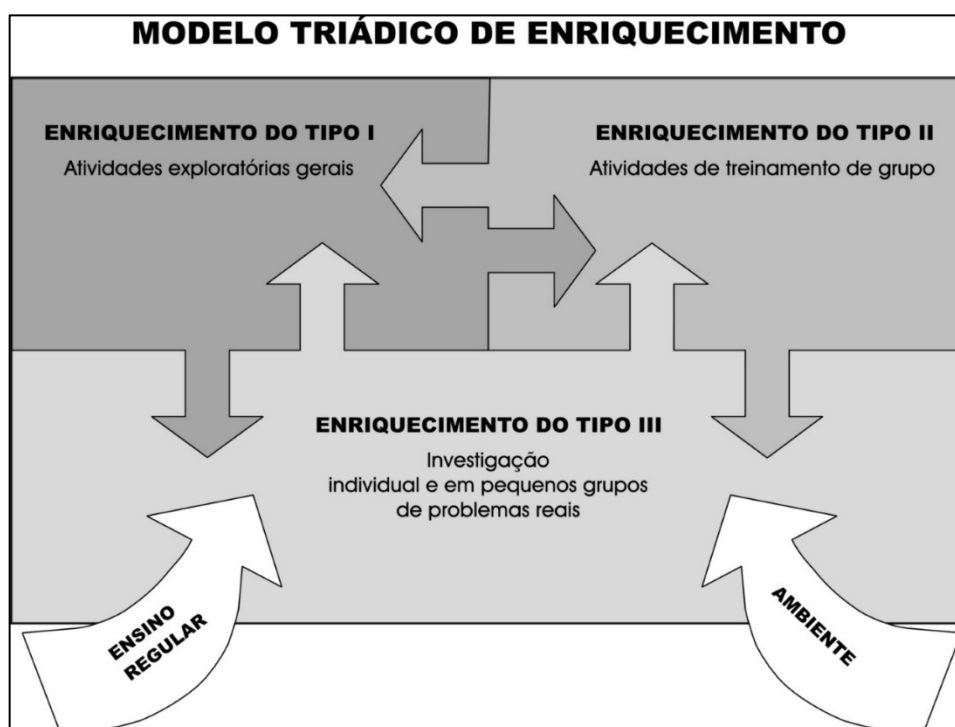 MODELO TRIÁDICO DE ENRIQUECIMENTO
ENRIQUECIMENTO DO TIPO I
Atividades exploratórias gerais
ENRIQUECIMENTO DO TIPO II
Atividades de treinamento de grupo
ENRIQUECIMENTO DO TIPO III
Investigação
individual e em pequenos grupos
de problemas reais
ENSINO
REGULAR
AMBIENTE